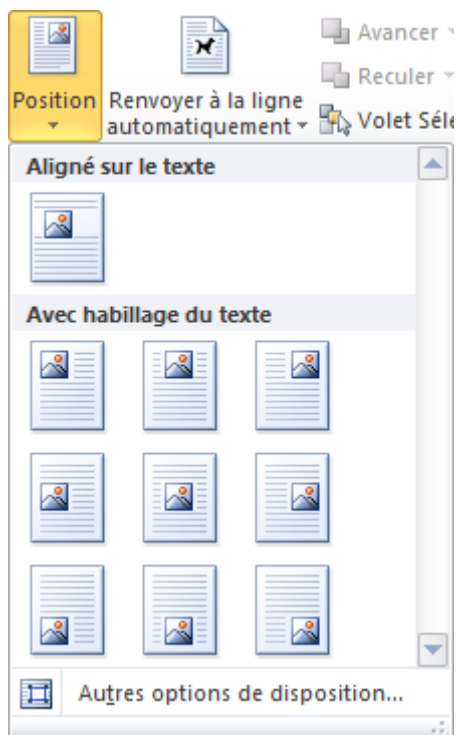 Avancer
Reculer
Position
Renvoyer à la ligne
automatiquement
Volet
Aligné sur le texte
Avec habillage du texte
Autres options de disposition...